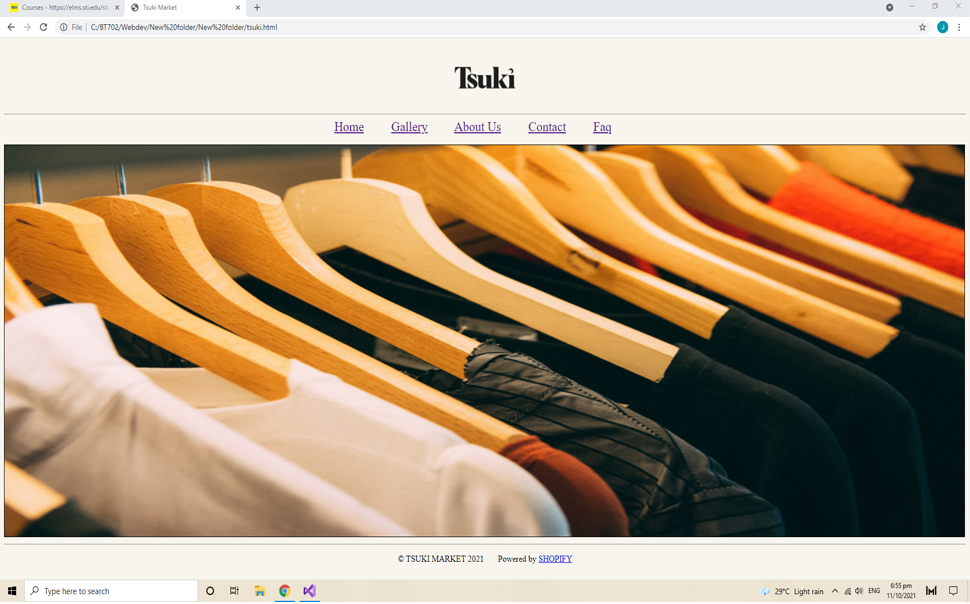 Courses - https://elms.sti.edu/stu
Tsuki Market
File
C:/BT702/Webdev/New%20folder/New%20folder/tsuki.html
J
Tsuki
Home Gallery About Us Contact Faq
© TSUKI MARKET 2021 Powered by SHOPIFY
Type here to search
29°C Light rain
ENG
6:55 pm
11/10/2021